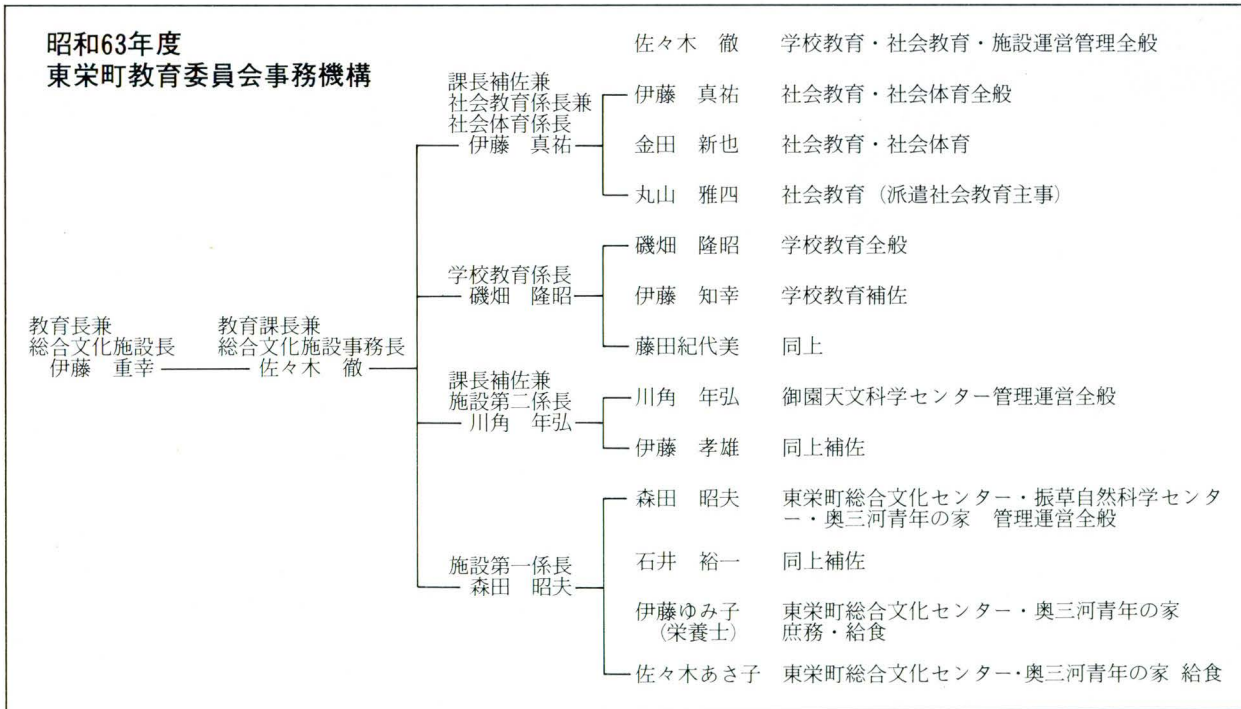 昭和63年度
東栄町教育委員会事務機構
教育長兼
総合文化施設長
伊藤 重幸
教育課長兼
総合文化施設事務長
佐々木 徹
佐々木 徹 学校教育・社会教育・施設運営管理全般
課長補佐兼
社会教育係長兼
社会体育係長
伊藤 真祐
伊藤 真祐 社会教育・社会体育全般
金田 新也 社会教育・社会体育
丸山 雅四 社会教育(派遣社会教育主事)
学校教育係長
磯畑 隆昭
磯畑 隆昭 学校教育全般
伊藤 知幸 学校教育補佐
藤田紀代美 同上
課長補佐兼
施設第二係長
川角 年弘
川角 年弘 御園天文科学センター管理運営全般
伊藤 孝雄 同上補佐
施設第一係長
森田 昭夫
森田 昭夫 東栄町総合文化センター・振草自然科学センタ
ー・奥三河青年の家 管理運営全般
石井 裕一 同上補佐
伊藤ゆみ子 東栄町総合文化センター・奥三河青年の家
(栄養士) 庶務・給食
佐々木あさ子 東栄町総合文化センター・奥三河青年の家 給食